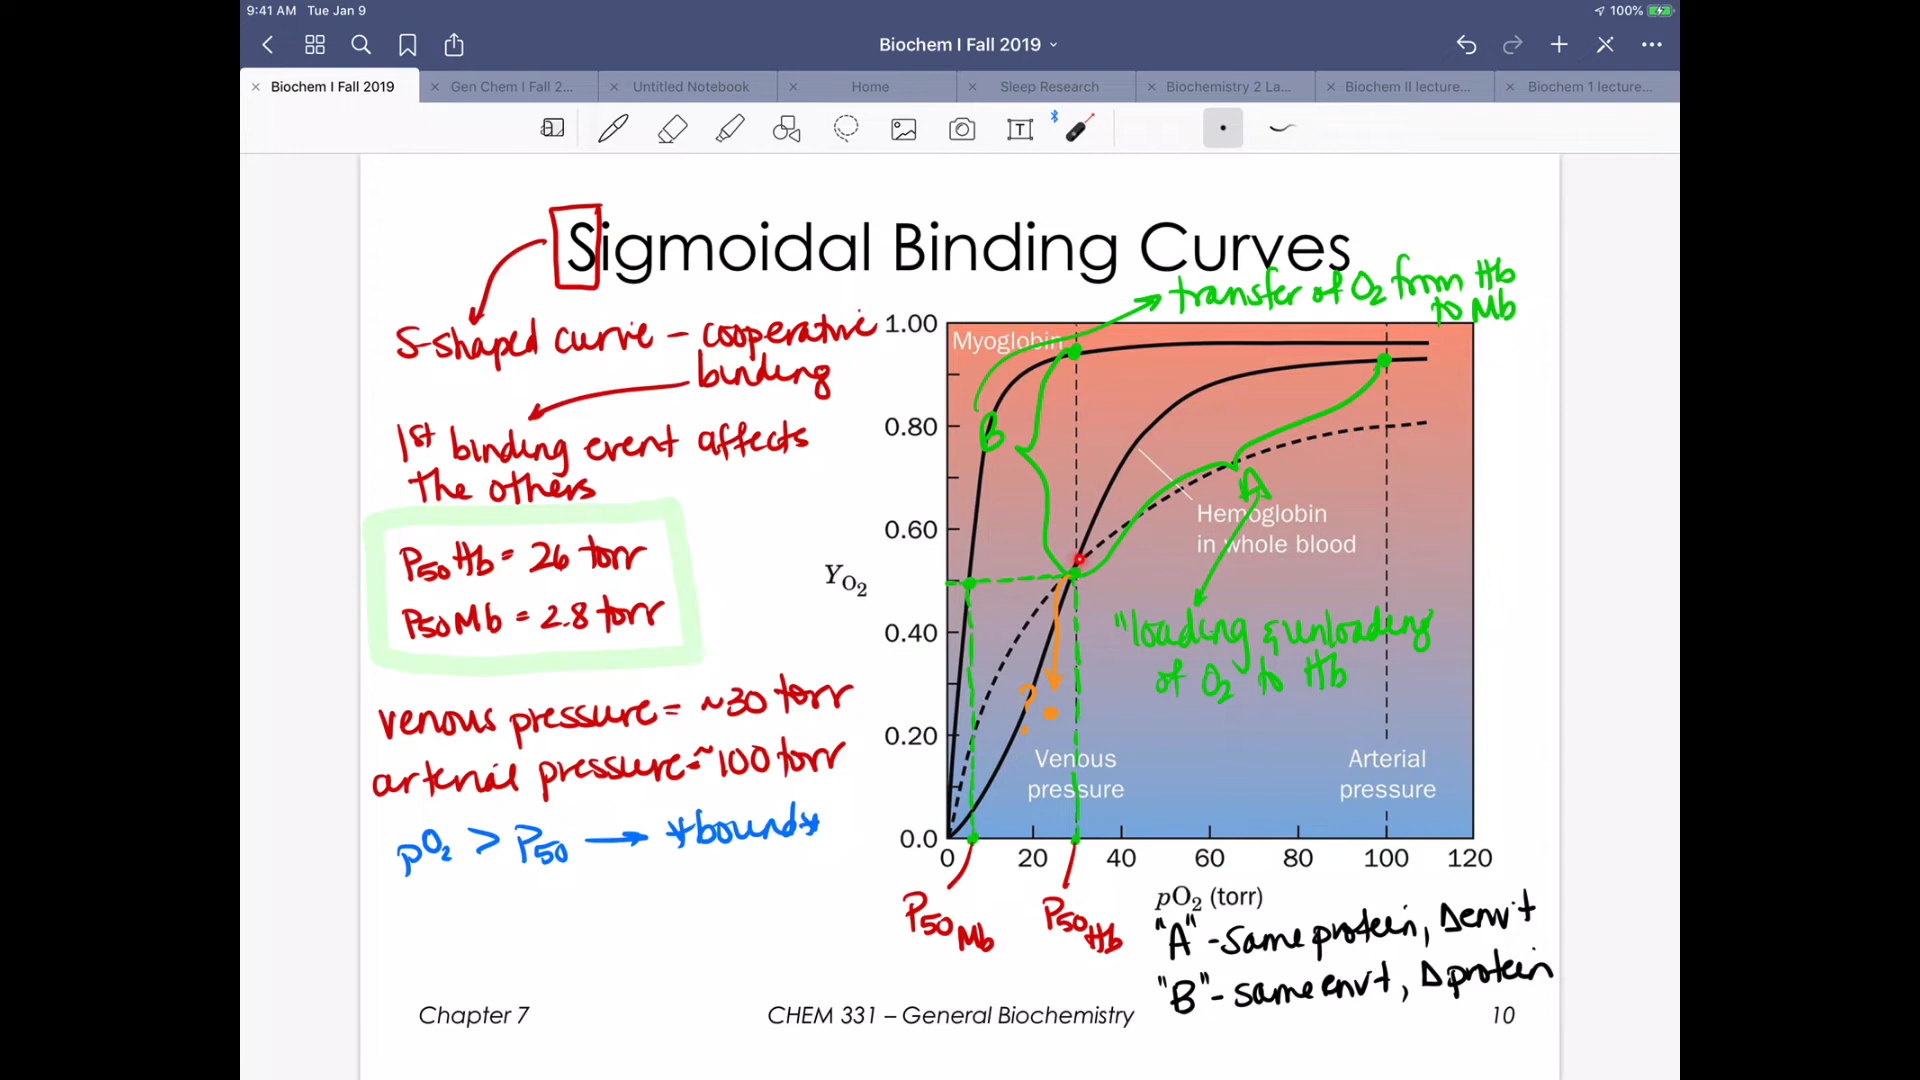 9:41 AM Tue Jan 9
100%
Biochem I Fall 2019
Biochem I Fall 2019
Gen Chem I Fall 2...
Untitled Notebook
Home
Sleep Research
Biochemistry 2 La...
Biochem II lecture...
Biochem 1 lecture...
Sigmoidal Binding Curves
transfer of O2 from Hb
to Mb
S-shaped curve – cooperative
binding
1st binding event affects
the others
P50 Hb = 26 torr
P50 Mb = 2.8 torr
venous pressure = ~30 torr
arterial pressure = ~100 torr
pO2 > P50 → *bound*
1.00
0.80
0.60
0.40
0.20
0.0
YO2
Myoglobin
B
A
Hemoglobin
in whole blood
"loading & unloading
of O2 to Hb
?
Venous
pressure
Arterial
pressure
0 20 40 60 80 100 120
pO2 (torr)
P50 Mb
P50 Hb
"A" - same protein, Δ env't
"B" - same env't, Δ protein
Chapter 7
CHEM 331 – General Biochemistry
10